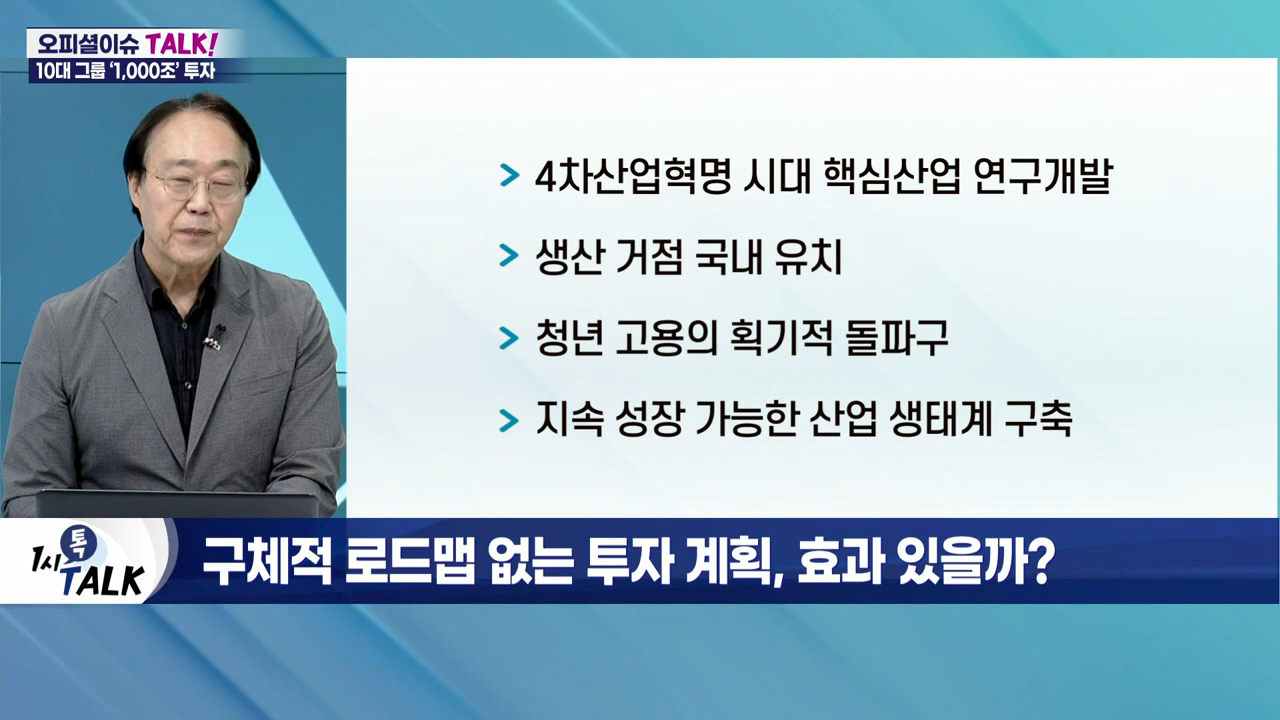 오피셜이슈 TALK!
10대 그룹 '1,000조' 투자
> 4차산업혁명 시대 핵심산업 연구개발
> 생산 거점 국내 유치
> 청년 고용의 획기적 돌파구
> 지속 성장 가능한 산업 생태계 구축
1시 톡 TALK
구체적 로드맵 없는 투자 계획, 효과 있을까?